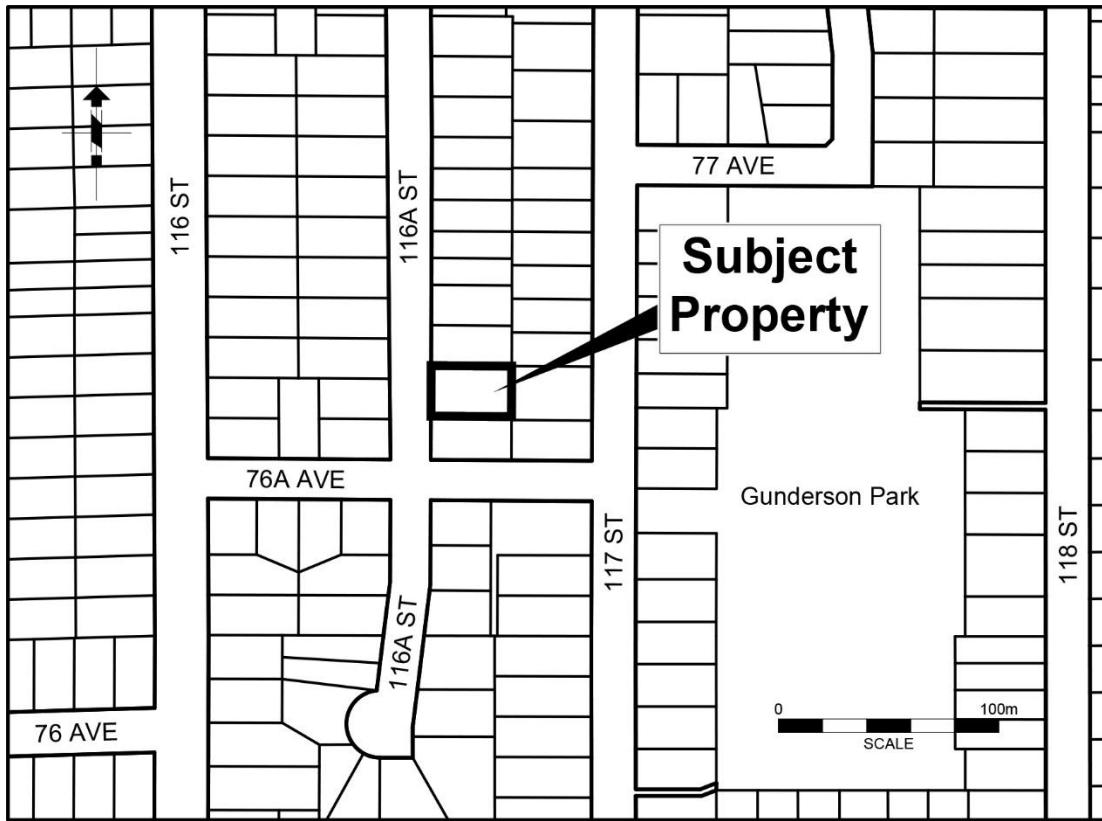 116 ST
116A ST
77 AVE
Subject
Property
76A AVE
Gunderson Park
117 ST
118 ST
116A ST
0 100m
SCALE
76 AVE